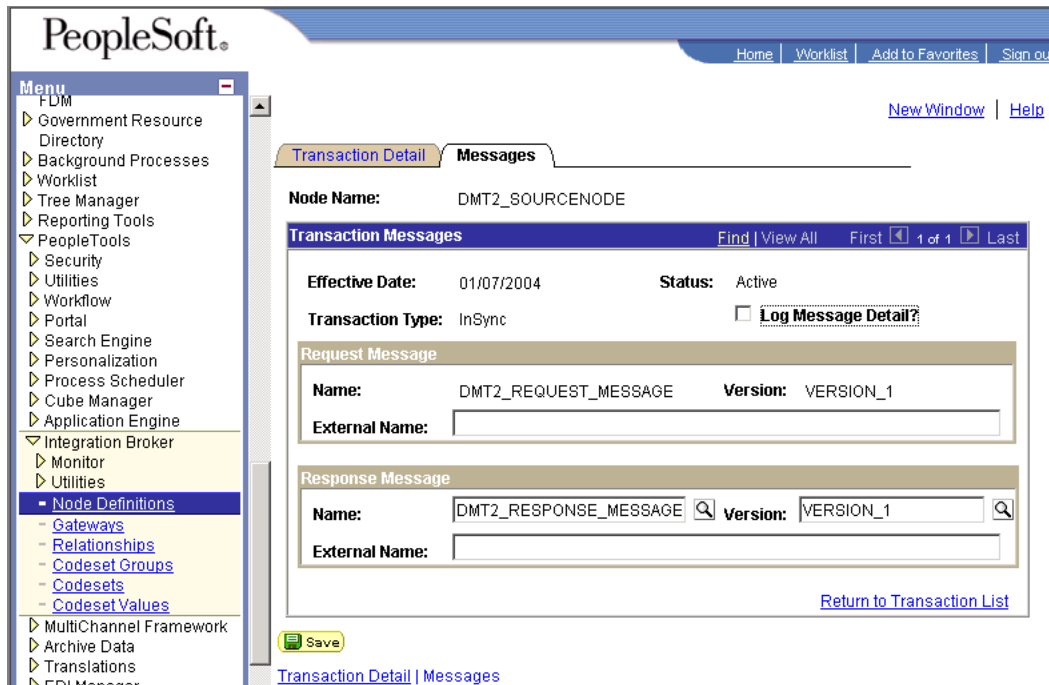 PeopleSoft®
Home | Worklist | Add to Favorites | Sign ou
Menu
FDM
Government Resource
Directory
Background Processes
Worklist
Tree Manager
Reporting Tools
PeopleTools
Security
Utilities
Workflow
Portal
Search Engine
Personalization
Process Scheduler
Cube Manager
Application Engine
Integration Broker
Monitor
Utilities
Node Definitions
Gateways
Relationships
Codeset Groups
Codesets
Codeset Values
MultiChannel Framework
Archive Data
Translations
EDI Manager
New Window | Help
Transaction Detail Messages
Node Name: DMT2_SOURCENODE
Transaction Messages Find | View All First 1 of 1 Last
Effective Date: 01/07/2004 Status: Active
Transaction Type: InSync Log Message Detail?
Request Message
Name: DMT2_REQUEST_MESSAGE Version: VERSION_1
External Name:
Response Message
Name: DMT2_RESPONSE_MESSAGE Version: VERSION_1
External Name:
Return to Transaction List
Save
Transaction Detail | Messages